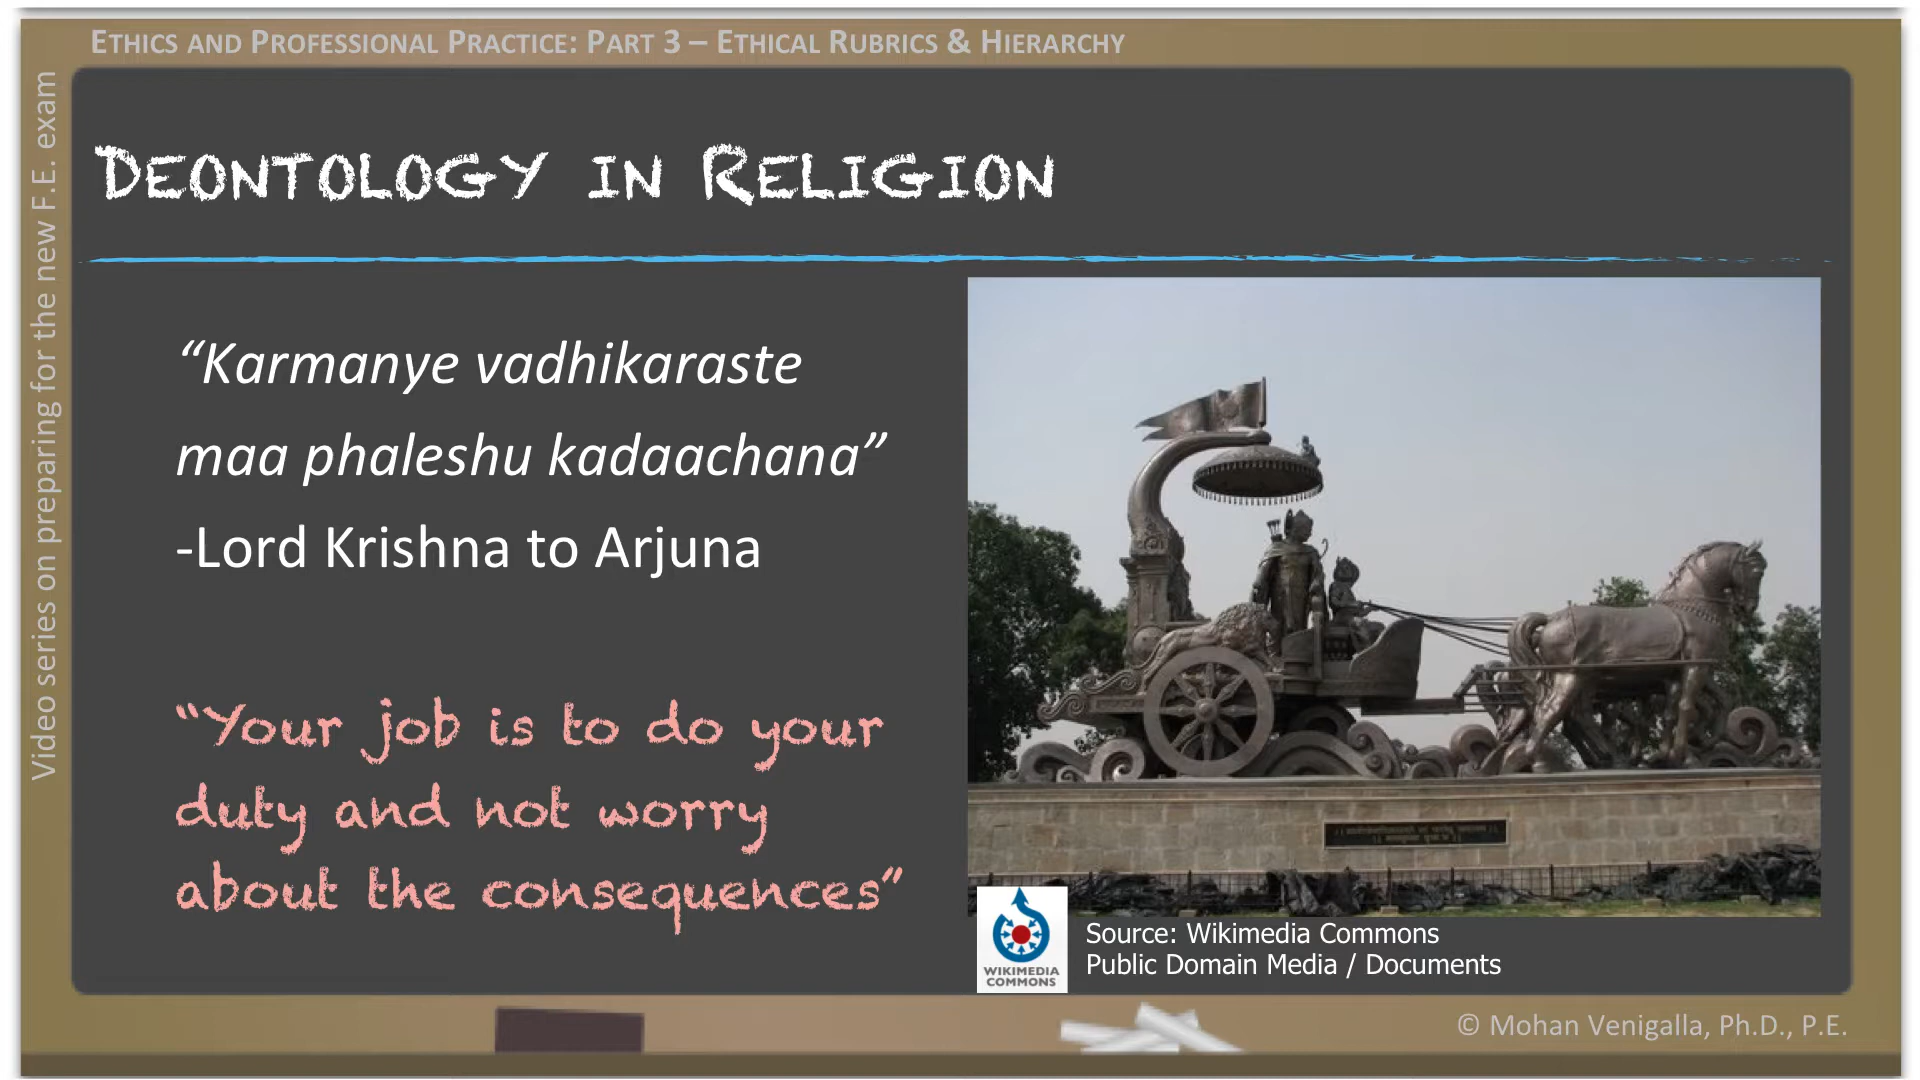 ETHICS AND PROFESSIONAL PRACTICE: PART 3 – ETHICAL RUBRICS & HIERARCHY
Video series on preparing for the new F.E. exam
DEONTOLOGY IN RELIGION
“Karmanye vadhikaraste
maa phaleshu kadaachana”
-Lord Krishna to Arjuna
“Your job is to do your
duty and not worry
about the consequences”
WIKIMEDIA
COMMONS
Source: Wikimedia Commons
Public Domain Media / Documents
© Mohan Venigalla, Ph.D., P.E.